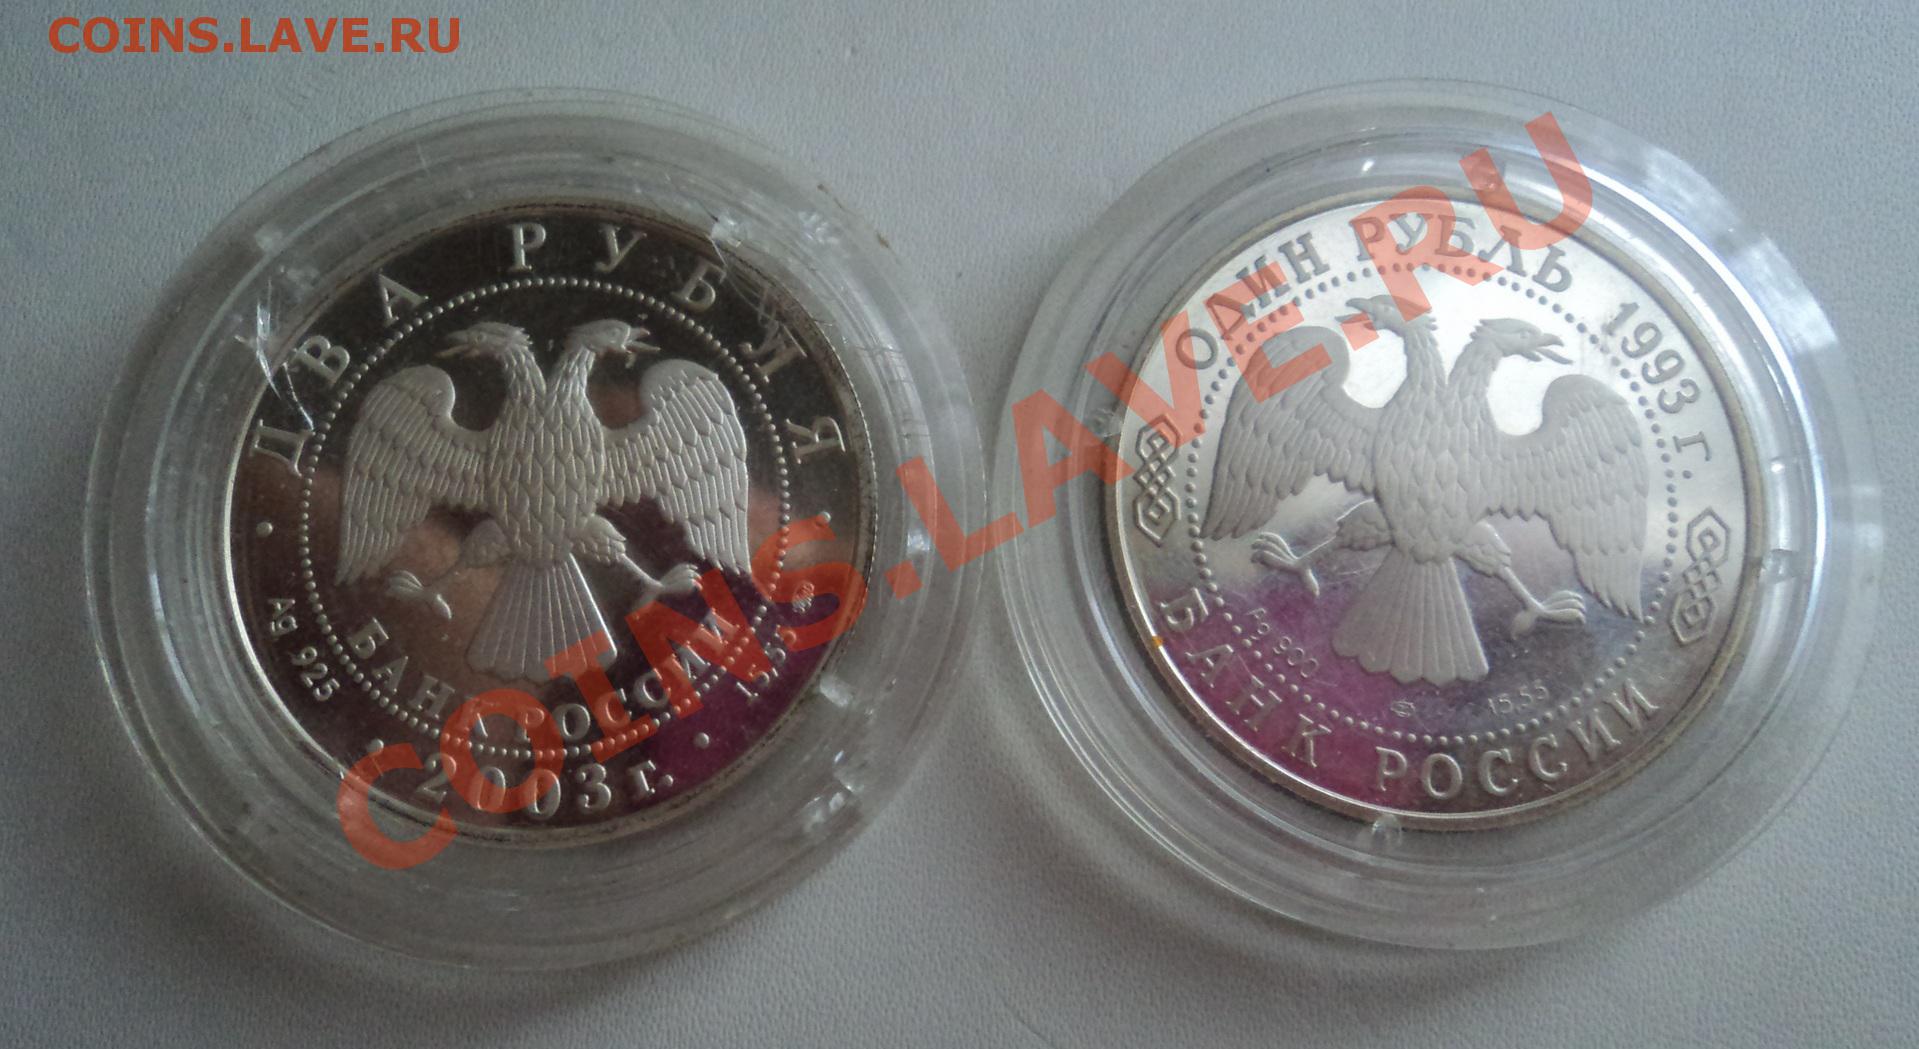 COINS.LAVE.RU
ДВА РУБЛЯ
Ag 925
БАНК РОССИИ
15,55
2003 г.
ОДИН РУБЛЬ 1993 г.
Ag 900
15,55
БАНК РОССИИ
COINS.LAVE.RU